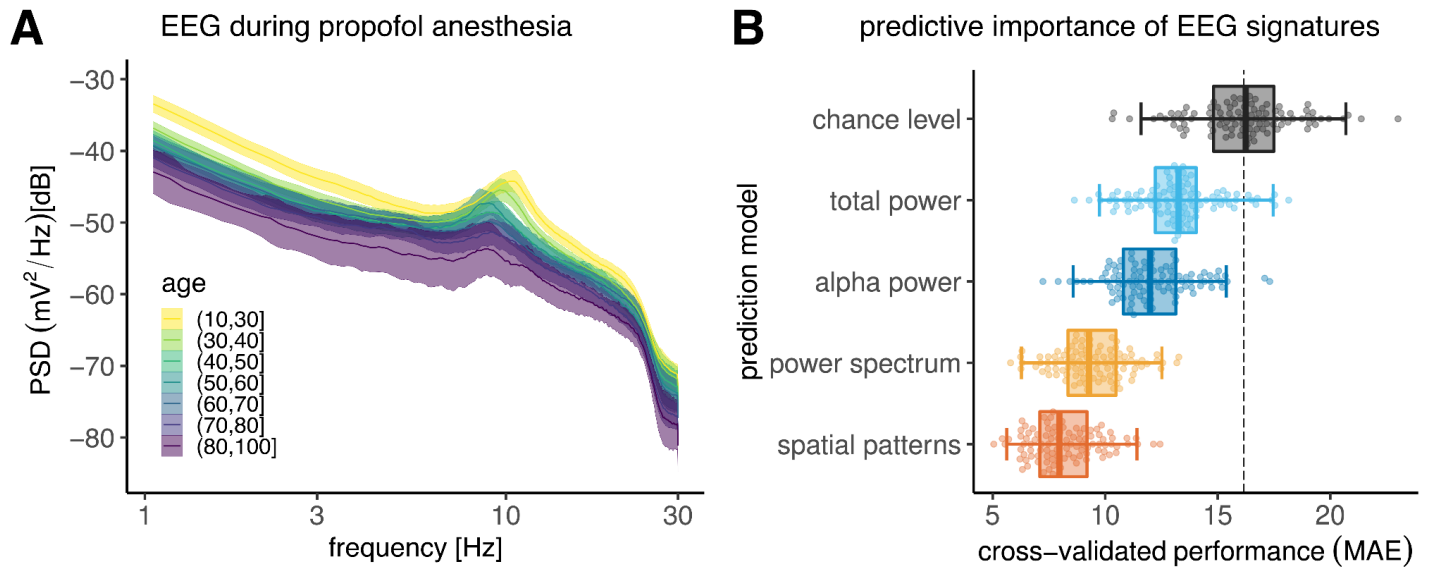 A
EEG during propofol anesthesia
−30
−40
−50
−60
−70
−80
PSD (mV²/Hz)[dB]
age
(10,30]
(30,40]
(40,50]
(50,60]
(60,70]
(70,80]
(80,100]
1
3
10
30
frequency [Hz]
B
predictive importance of EEG signatures
prediction model
chance level
total power
alpha power
power spectrum
spatial patterns
5
10
15
20
cross−validated performance (MAE)